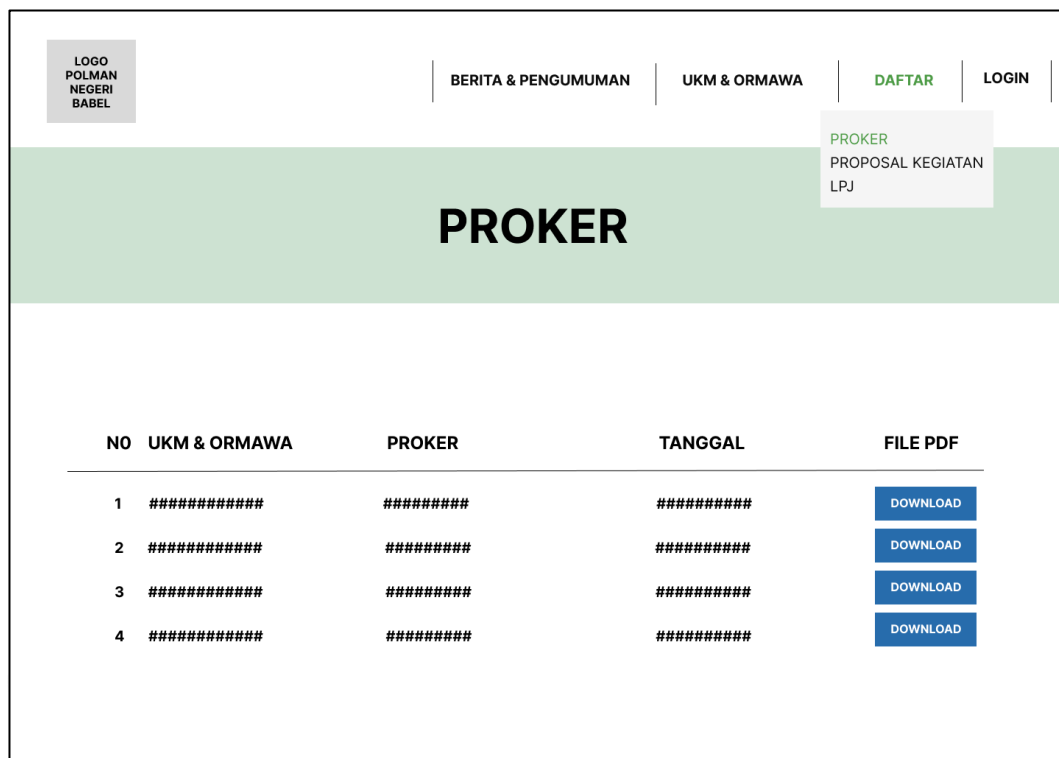 LOGO
POLMAN
NEGERI
BABEL
BERITA & PENGUMUMAN
UKM & ORMAWA
DAFTAR
LOGIN
PROKER
PROPOSAL KEGIATAN
LPJ
PROKER
N0 UKM & ORMAWA PROKER TANGGAL FILE PDF
1 ############ ######### ########## DOWNLOAD
2 ############ ######### ########## DOWNLOAD
3 ############ ######### ########## DOWNLOAD
4 ############ ######### ########## DOWNLOAD